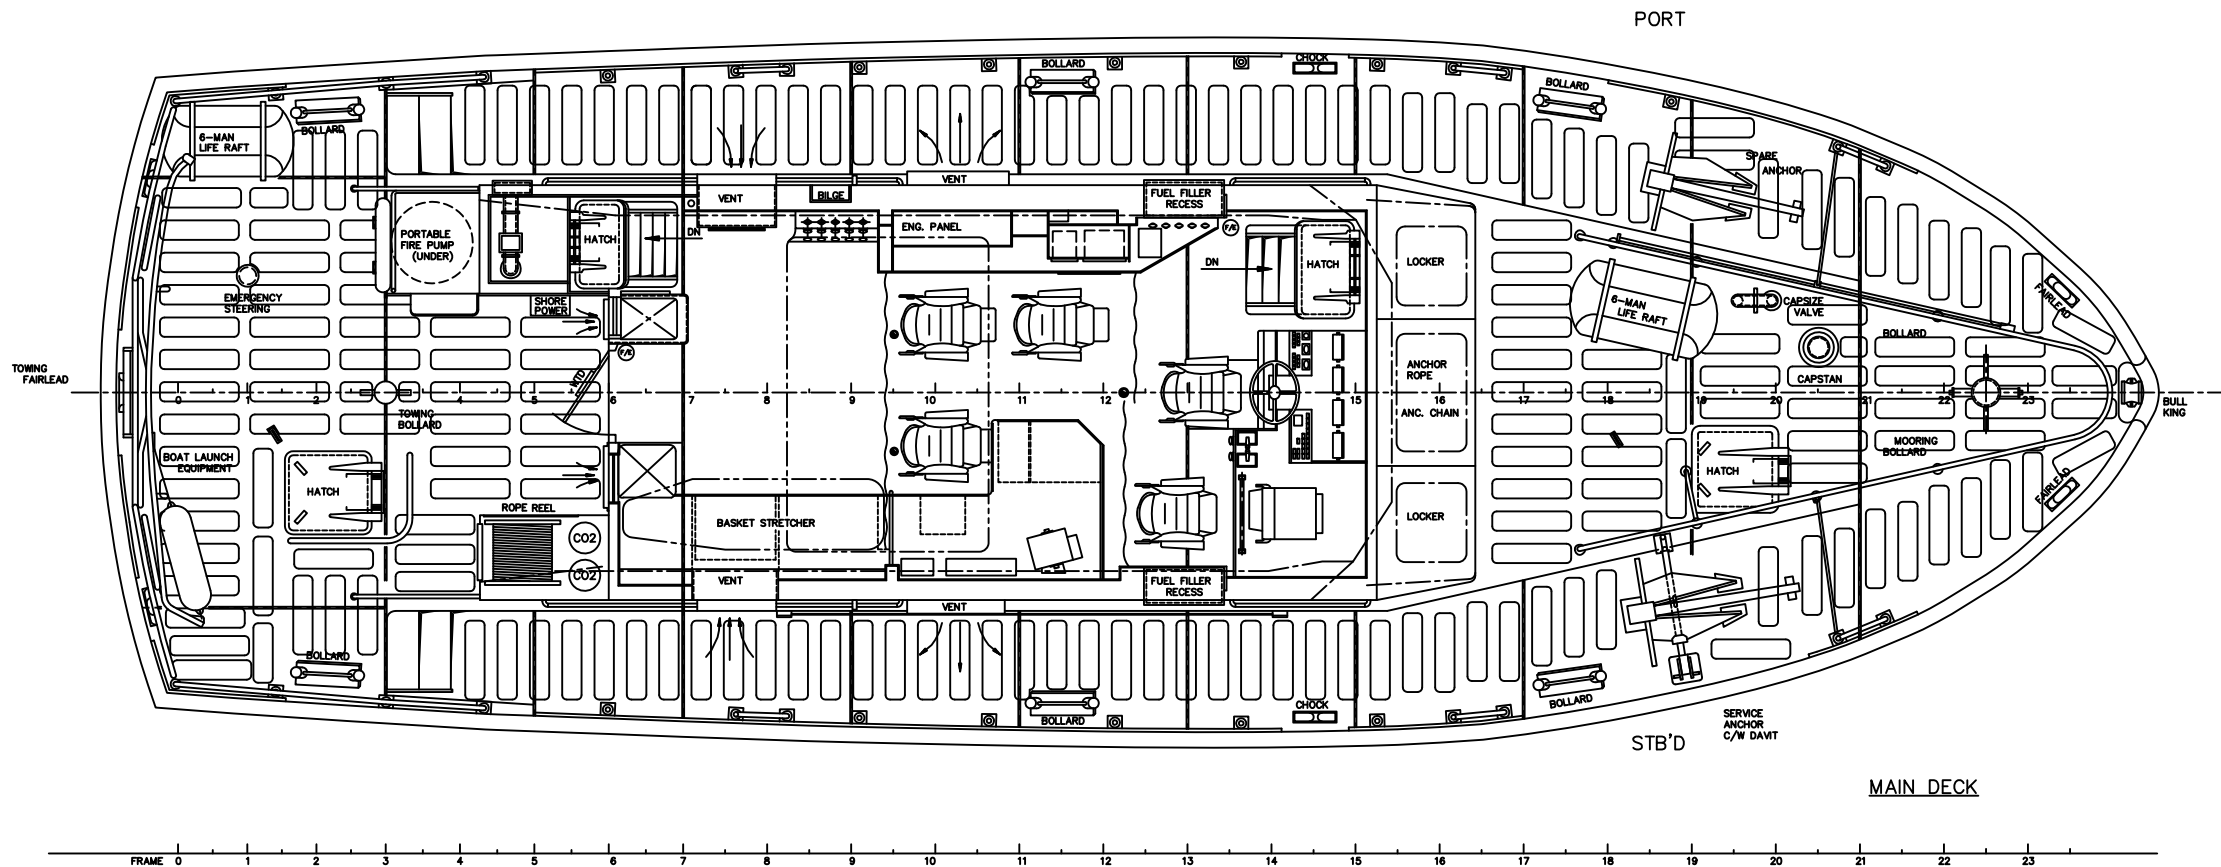 PORT
CHOCK
BOLLARD
BOLLARD
BOLLARD
6-MAN
LIFE RAFT
SPARE
ANCHOR
VENT
VENT
BILGE
FUEL FILLER
RECESS
PORTABLE
FIRE PUMP
(UNDER)
HATCH
DN
ENG. PANEL
F/E
DN
HATCH
LOCKER
6-MAN
LIFE RAFT
CAPSIZE
VALVE
FAIRLEAD
EMERGENCY
STEERING
SHORE
POWER
F/E
BOLLARD
TOWING
FAIRLEAD
WTD
ANCHOR
ROPE
CAPSTAN
0 1 2 3 4 5 6 7 8 9 10 11 12 13 14 15 16 17 18 19 20 21 22 23
TOWING
BOLLARD
ANC. CHAIN
BULL
KING
BOAT LAUNCH
EQUIPMENT
MOORING
BOLLARD
HATCH
HATCH
FAIRLEAD
ROPE REEL
BASKET STRETCHER
LOCKER
CO2
CO2
VENT
FUEL FILLER
RECESS
VENT
BOLLARD
BOLLARD
BOLLARD
CHOCK
SERVICE
ANCHOR
C/W DAVIT
STB'D
MAIN DECK
FRAME 0 1 2 3 4 5 6 7 8 9 10 11 12 13 14 15 16 17 18 19 20 21 22 23